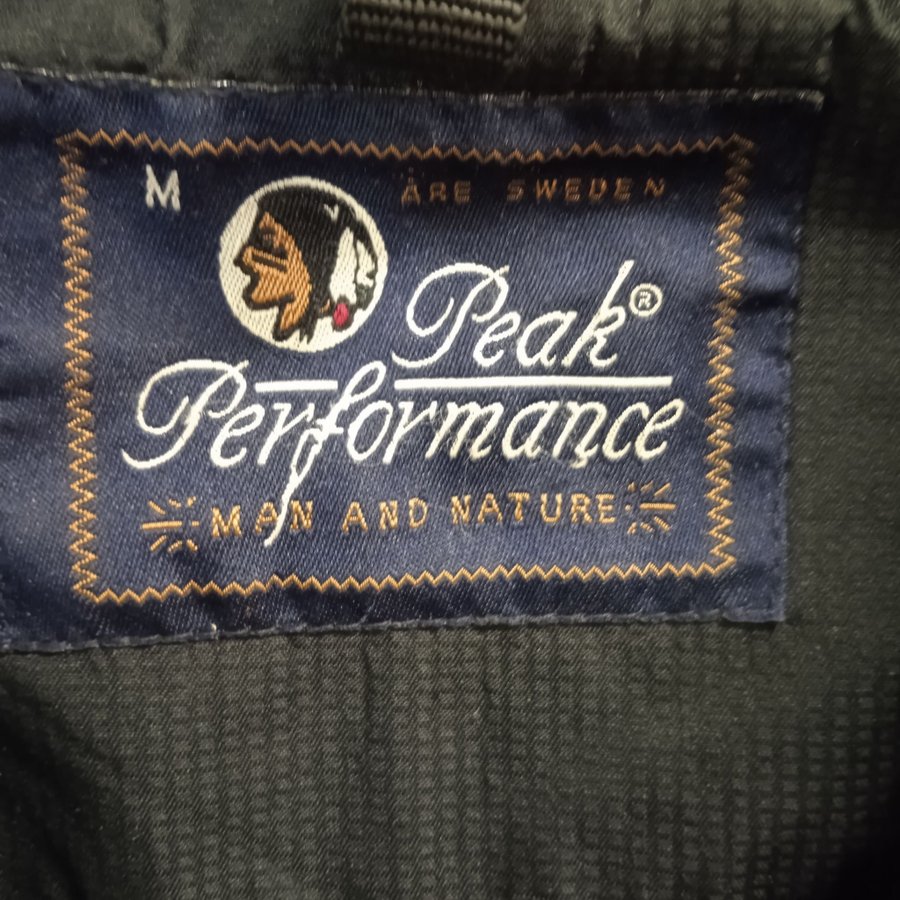 M
ÅRE SWEDEN
Peak®
Performance
MAN AND NATURE